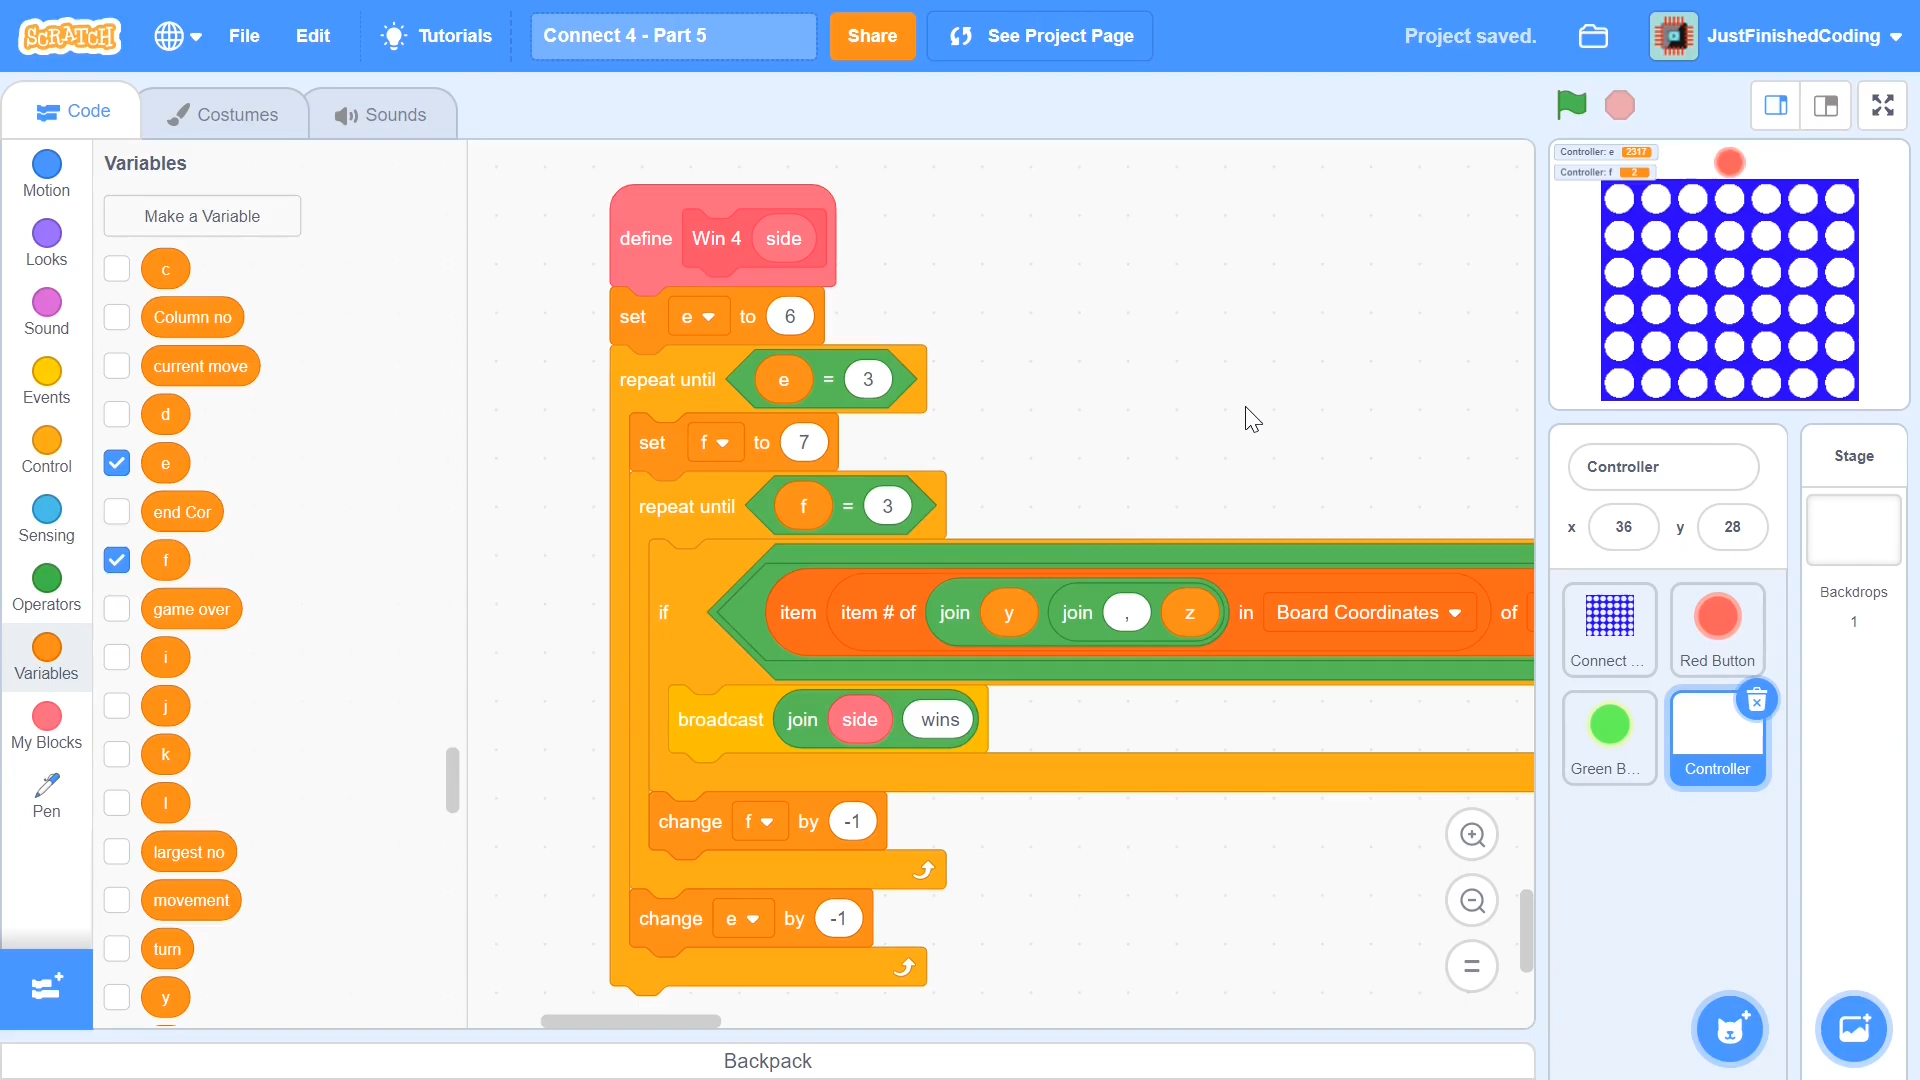 SCRATCH File Edit Tutorials Connect 4 - Part 5 Share See Project Page Project saved. JustFinishedCoding
Code Costumes Sounds
Motion
Looks
Sound
Events
Control
Sensing
Operators
Variables
My Blocks
Pen
Variables
Make a Variable
c
Column no
current move
d
e
end Cor
f
game over
i
j
k
l
largest no
movement
turn
y
define Win 4 side
set e to 6
repeat until e = 3
set f to 7
repeat until f = 3
if item item # of join y join , z in Board Coordinates of
broadcast join side wins
change f by -1
change e by -1
Controller: e 2317
Controller: f 2
Controller
x 36 y 28
Connect ...
Red Button
Green B...
Controller
Stage
Backdrops
1
Backpack